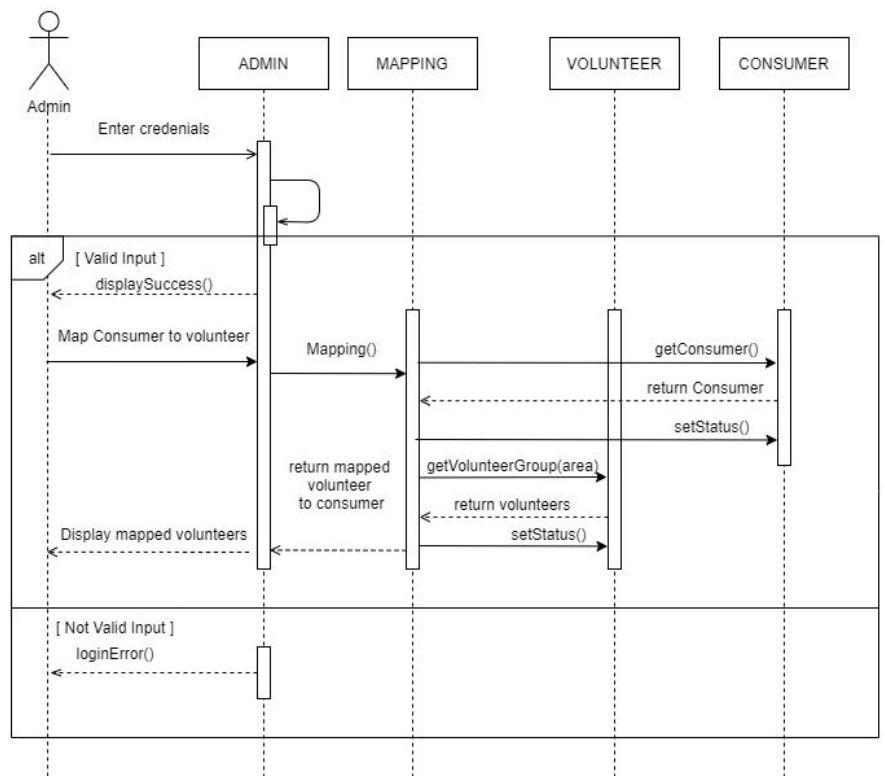 ADMIN
MAPPING
VOLUNTEER
CONSUMER
Admin
Enter credenials
alt
[ Valid Input ]
displaySuccess()
Map Consumer to volunteer
Mapping()
getConsumer()
return Consumer
setStatus()
return mapped
volunteer
to consumer
getVolunteerGroup(area)
return volunteers
Display mapped volunteers
setStatus()
[ Not Valid Input ]
loginError()